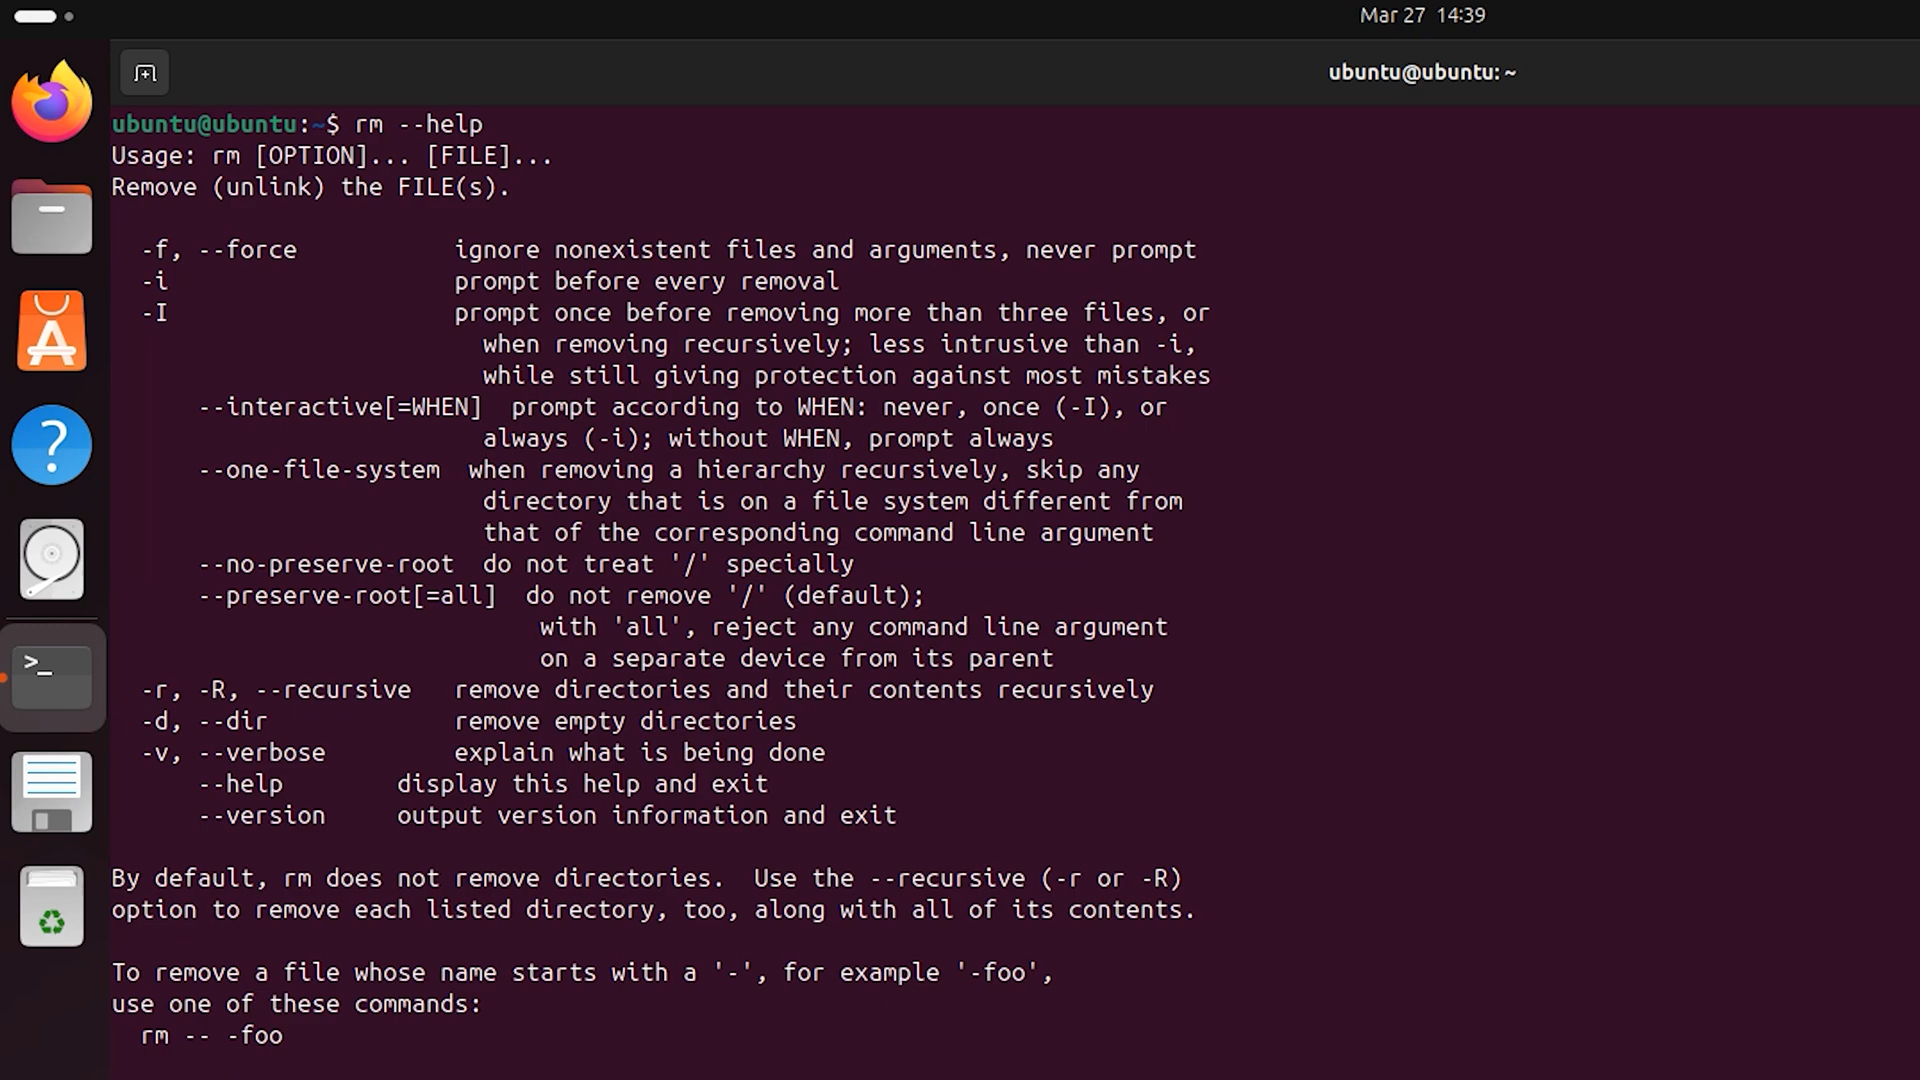 Mar 27 14:39
ubuntu@ubuntu: ~
ubuntu@ubuntu:~$ rm --help
Usage: rm [OPTION]... [FILE]...
Remove (unlink) the FILE(s).
-f, --force ignore nonexistent files and arguments, never prompt
-i prompt before every removal
-I prompt once before removing more than three files, or
when removing recursively; less intrusive than -i,
while still giving protection against most mistakes
--interactive[=WHEN] prompt according to WHEN: never, once (-I), or
always (-i); without WHEN, prompt always
--one-file-system when removing a hierarchy recursively, skip any
directory that is on a file system different from
that of the corresponding command line argument
--no-preserve-root do not treat '/' specially
--preserve-root[=all] do not remove '/' (default);
with 'all', reject any command line argument
on a separate device from its parent
-r, -R, --recursive remove directories and their contents recursively
-d, --dir remove empty directories
-v, --verbose explain what is being done
--help display this help and exit
--version output version information and exit
By default, rm does not remove directories. Use the --recursive (-r or -R)
option to remove each listed directory, too, along with all of its contents.
To remove a file whose name starts with a '-', for example '-foo',
use one of these commands:
rm -- -foo